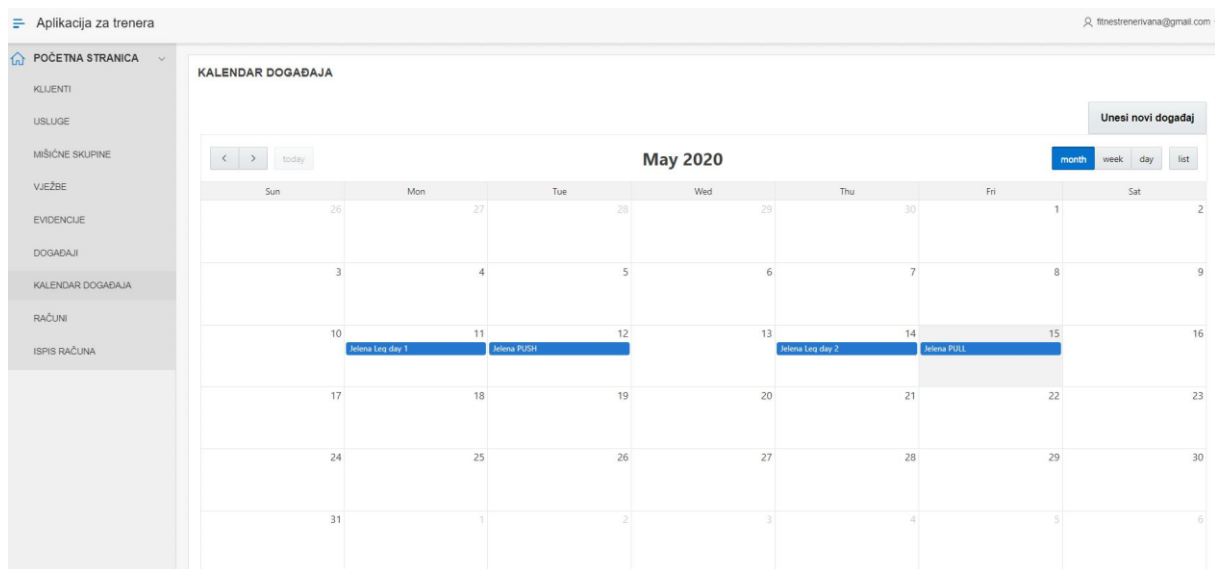 Aplikacija za trenera
fitnestrenerivana@gmail.com
POČETNA STRANICA
KLIJENTI
USLUGE
MIŠIĆNE SKUPINE
VJEŽBE
EVIDENCIJE
DOGAĐAJI
KALENDAR DOGAĐAJA
RAČUNI
ISPIS RAČUNA
KALENDAR DOGAĐAJA
Unesi novi događaj
today
May 2020
month week day list
Sun Mon Tue Wed Thu Fri Sat
26 27 28 29 30 1 2
3 4 5 6 7 8 9
10 11 12 13 14 15 16
Jelena Leg day 1 Jelena PUSH Jelena Leg day 2 Jelena PULL
17 18 19 20 21 22 23
24 25 26 27 28 29 30
31 1 2 3 4 5 6